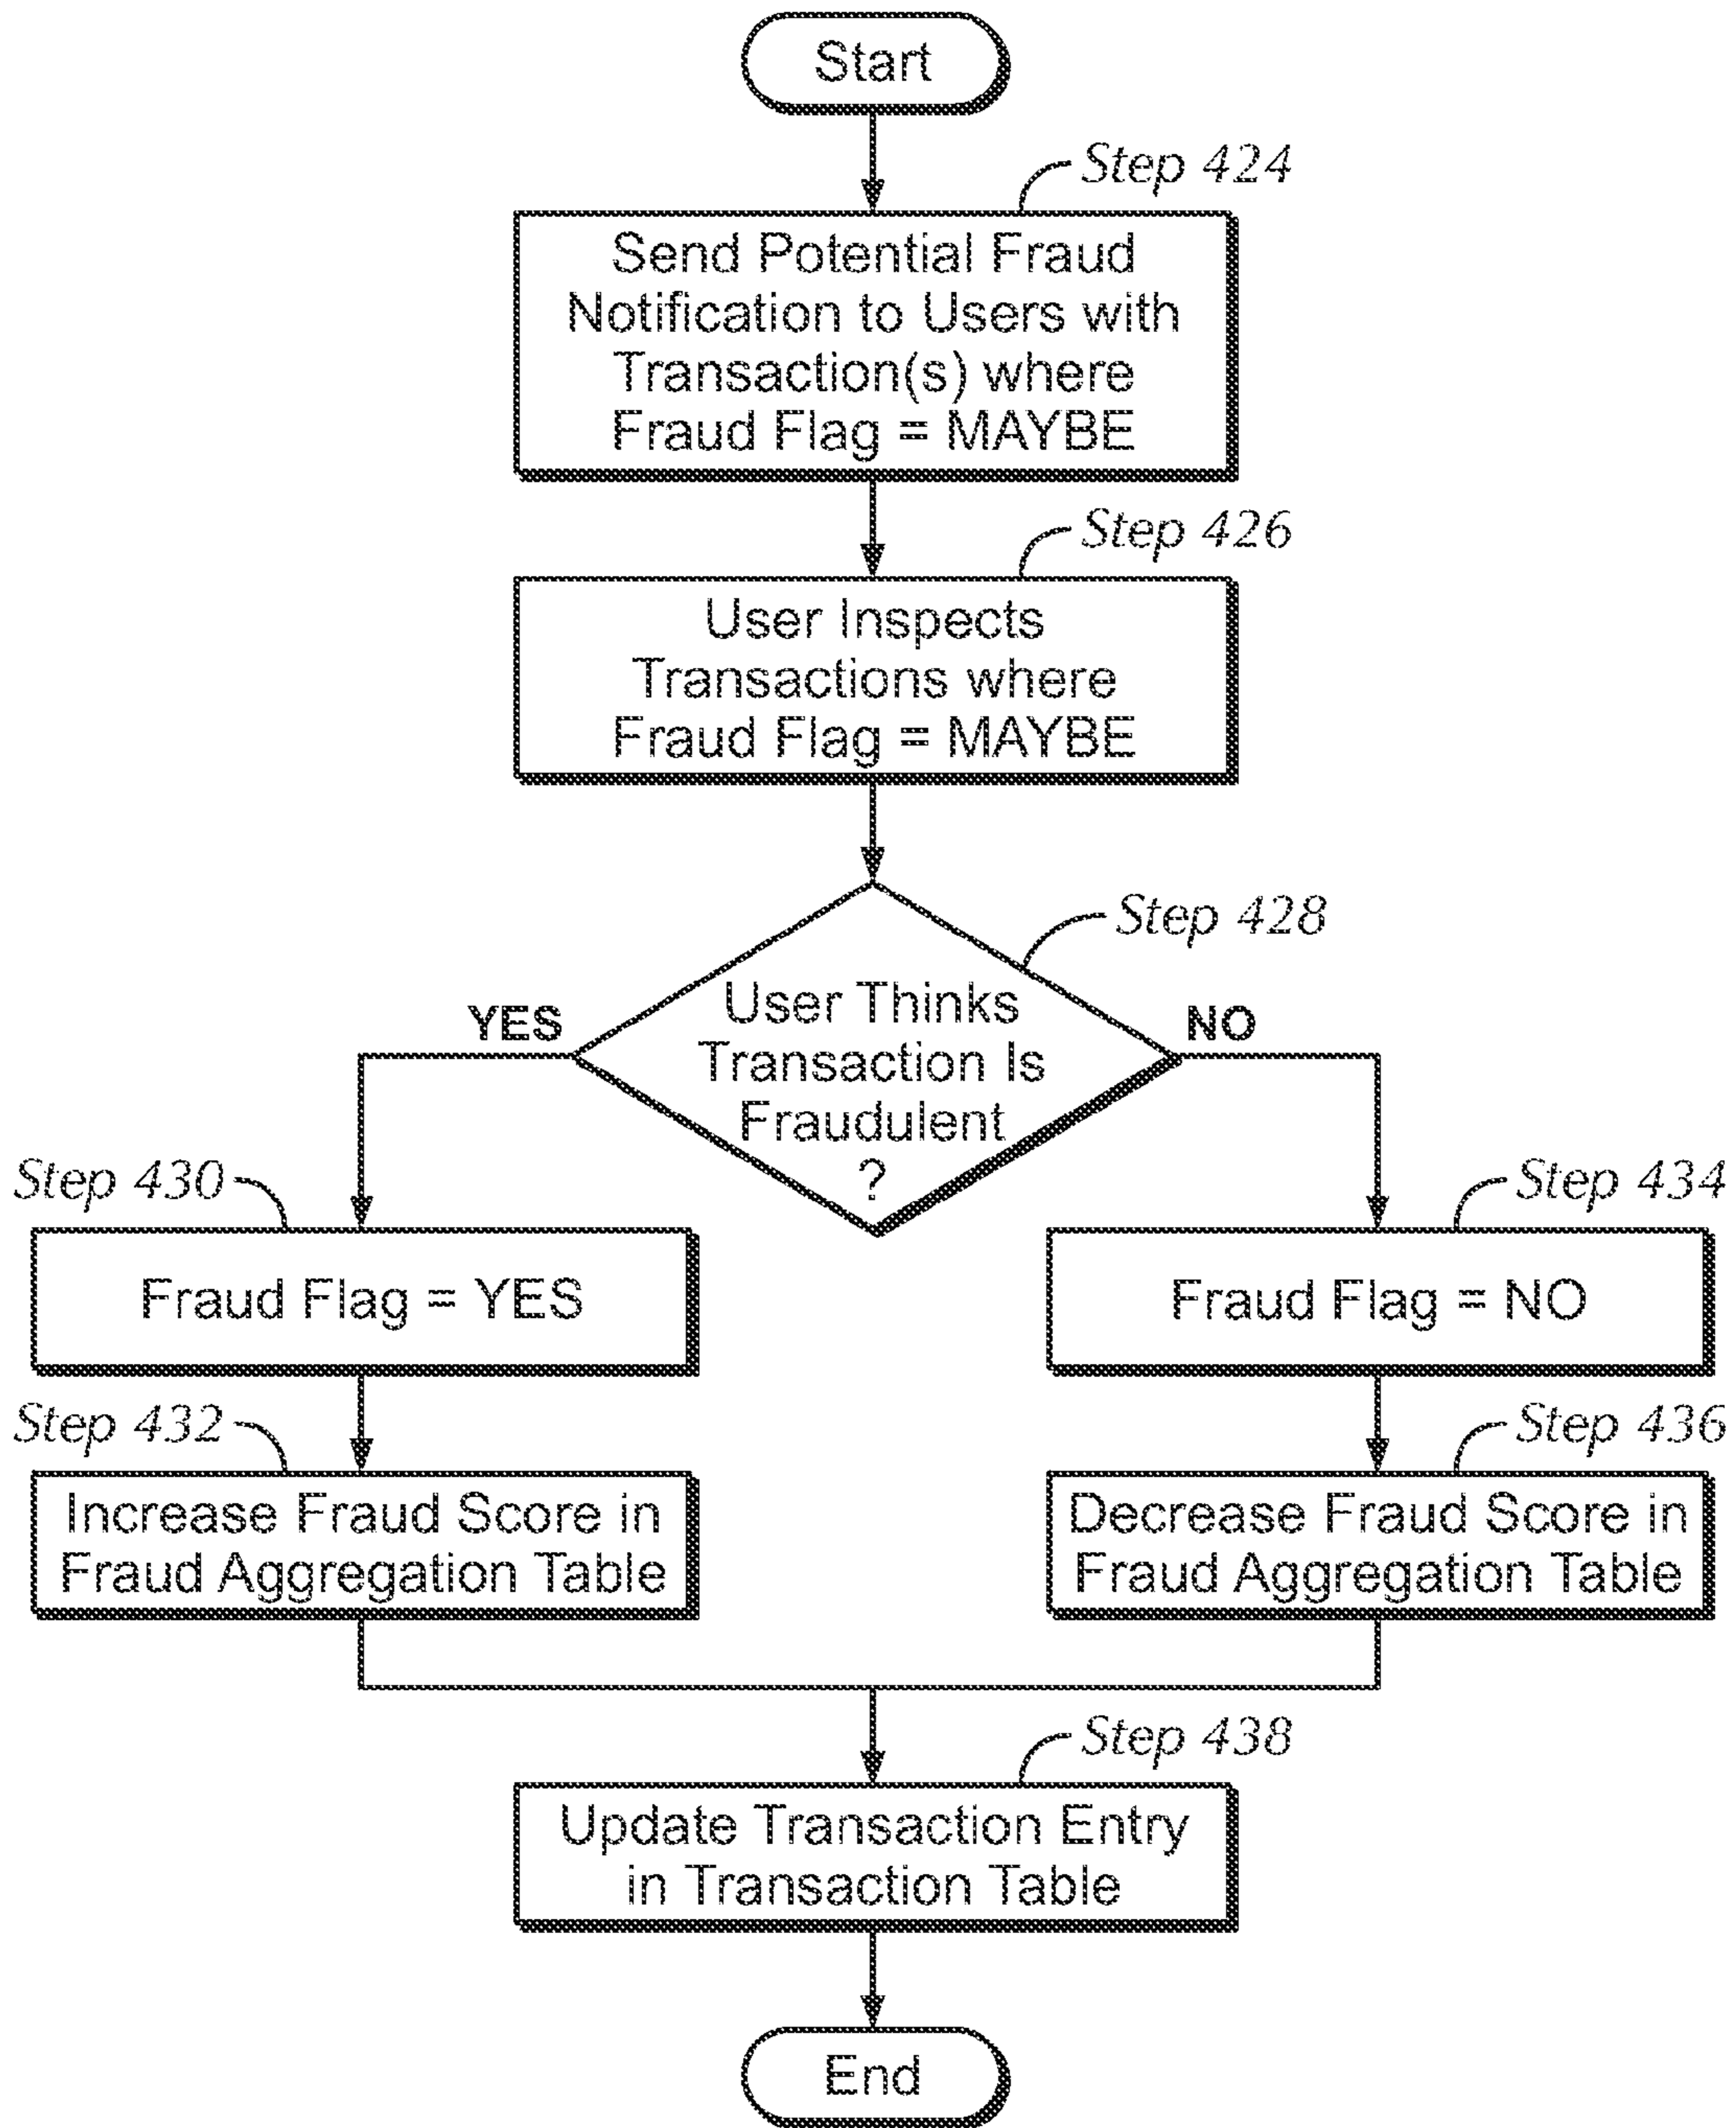 Start
Step 424
Send Potential Fraud
Notification to Users with
Transaction(s) where
Fraud Flag = MAYBE
Step 426
User Inspects
Transactions where
Fraud Flag = MAYBE
Step 428
User Thinks
Transaction Is
Fraudulent
?
YES
NO
Step 430
Fraud Flag = YES
Step 434
Fraud Flag = NO
Step 432
Increase Fraud Score in
Fraud Aggregation Table
Step 436
Decrease Fraud Score in
Fraud Aggregation Table
Step 438
Update Transaction Entry
in Transaction Table
End